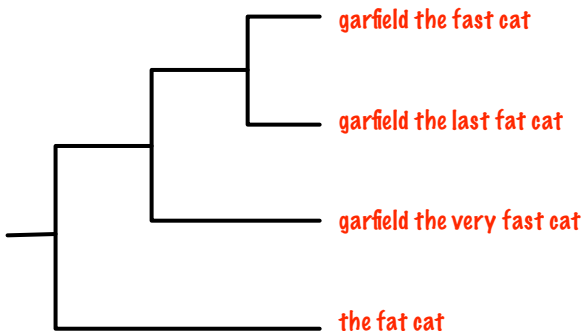 garfield the fast cat
garfield the last fat cat
garfield the very fast cat
the fat cat